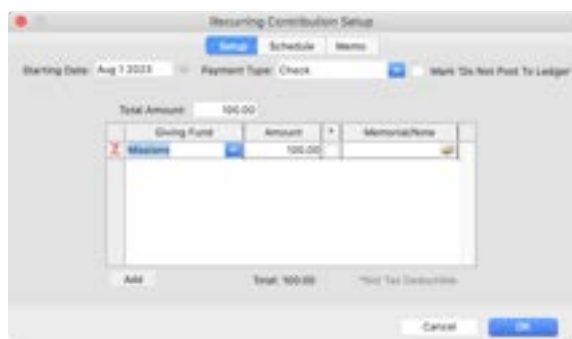 Recurring Contribution Setup
Setup Schedule Memo
Starting Date: Aug 1 2023 Payment Type: Check Mark 'Do Not Post To Ledger
Total Amount: 100.00
Giving Fund Amount * Memorial/Note
Missions 100.00
Add Total: 100.00 *Not Tax Deductible
Cancel OK